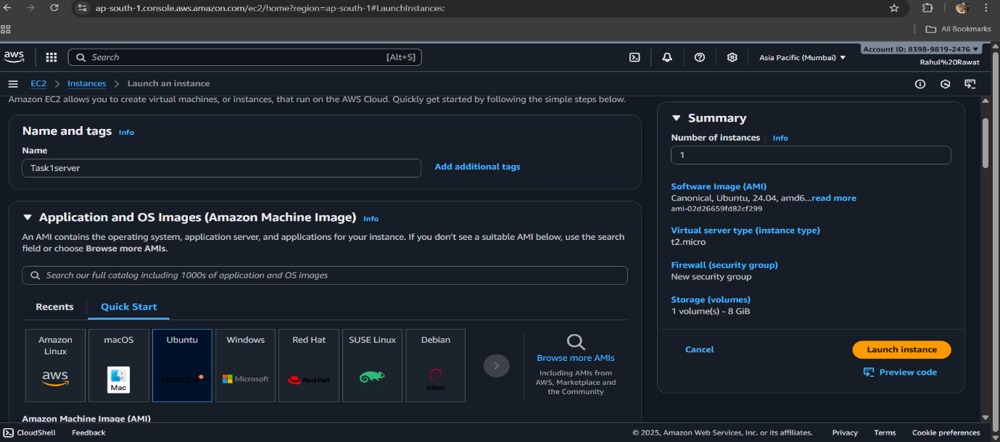 ap-south-1.console.aws.amazon.com/ec2/home?region=ap-south-1#LaunchInstances:
All Bookmarks
aws
Search
[Alt+S]
Asia Pacific (Mumbai)
Account ID: 8398-9819-2476
Rahul%20Rawat
EC2 > Instances > Launch an instance
Amazon EC2 allows you to create virtual machines, or instances, that run on the AWS Cloud. Quickly get started by following the simple steps below.
Name and tags Info
Name
Task1server
Add additional tags
Application and OS Images (Amazon Machine Image) Info
An AMI contains the operating system, application server, and applications for your instance. If you don't see a suitable AMI below, use the search
field or choose Browse more AMIs.
Search our full catalog including 1000s of application and OS images
Recents
Quick Start
Amazon
Linux
aws
macOS
Mac
Ubuntu
ubuntu
Windows
Microsoft
Red Hat
Red Hat
SUSE Linux
Debian
debian
Browse more AMIs
Including AMIs from
AWS, Marketplace and
the Community
Amazon Machine Image (AMI)
Summary
Number of instances Info
1
Software Image (AMI)
Canonical, Ubuntu, 24.04, amd6...read more
ami-02d26659fd82cf299
Virtual server type (instance type)
t2.micro
Firewall (security group)
New security group
Storage (volumes)
1 volume(s) - 8 GiB
Cancel
Launch instance
Preview code
CloudShell
Feedback
© 2025, Amazon Web Services, Inc. or its affiliates.
Privacy
Terms
Cookie preferences